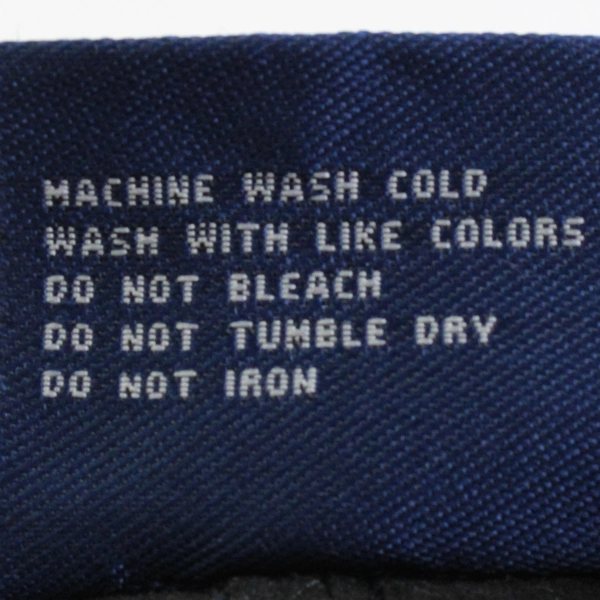 MACHINE WASH COLD
WASH WITH LIKE COLORS
DO NOT BLEACH
DO NOT TUMBLE DRY
DO NOT IRON